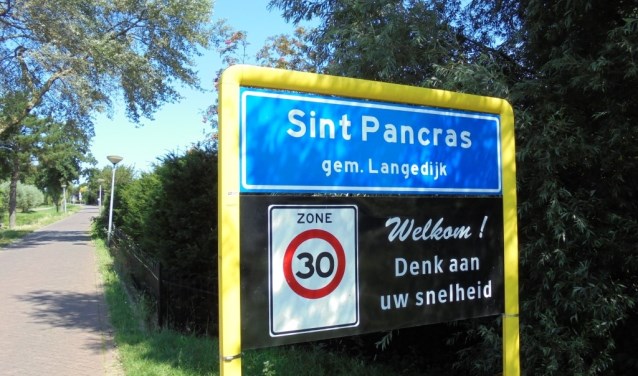 Sint Pancras
gem. Langedijk
ZONE
30
Welkom!
Denk aan
uw snelheid